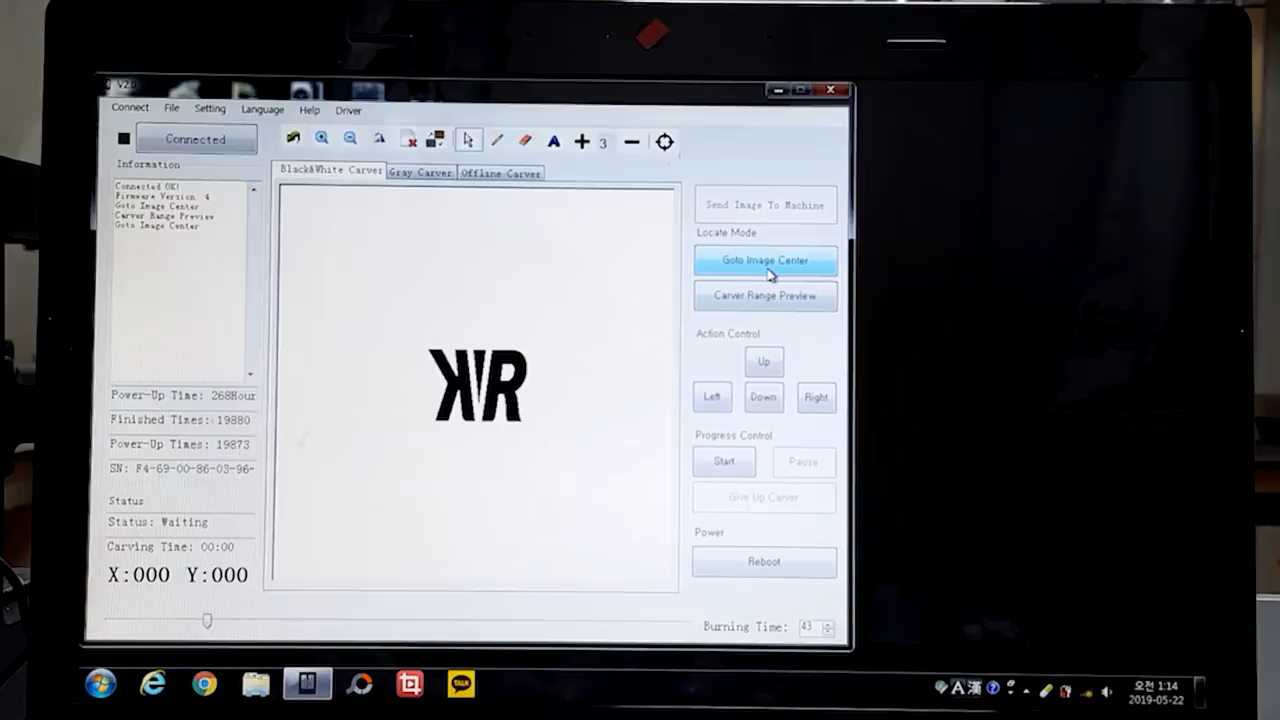 V2.0
Connect File Setting Language Help Driver
Connected
3
Information
Connected OK!
Firmware Version: 4
Goto Image Center
Carver Range Preview
Goto Image Center
Black&White Carver Gray Carver Offline Carver
KVR
Send Image To Machine
Locate Mode
Goto Image Center
Carver Range Preview
Action Control
Up
Left Down Right
Progress Control
Start Pause
Give Up Carver
Power
Reboot
Power-Up Time: 268Hour
Finished Times: 19880
Power-Up Times: 19873
SN: F4-69-00-86-03-96-
Status
Status: Waiting
Carving Time: 00:00
X:000 Y:000
Burning Time: 43
TALK
A 漢
오전 1:14
2019-05-22